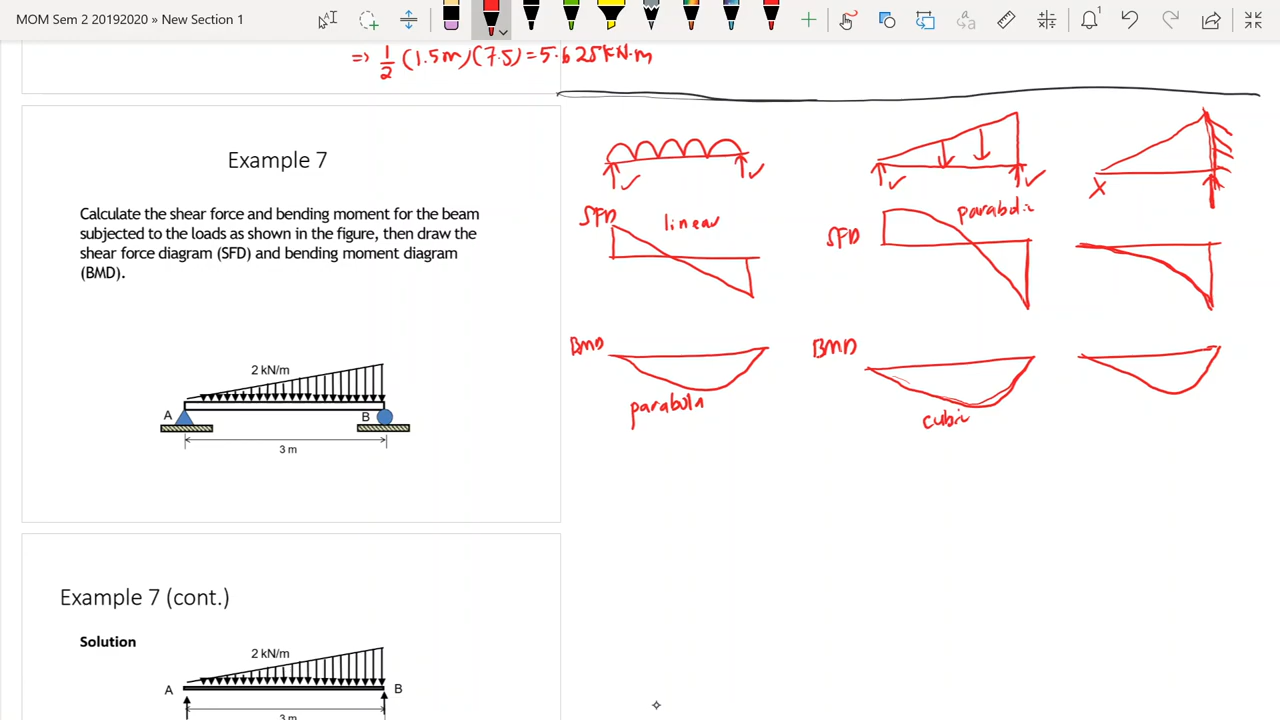 MOM Sem 2 20192020 » New Section 1
=> 1/2 (1.5m)(7.5) = 5.625kN.m
Example 7
Calculate the shear force and bending moment for the beam
subjected to the loads as shown in the figure, then draw the
shear force diagram (SFD) and bending moment diagram
(BMD).
2 kN/m
A
B
3 m
SFD
linear
BMD
parabola
SFD
parabolic
BMD
cubic
X
Example 7 (cont.)
Solution
2 kN/m
A
B
3 m